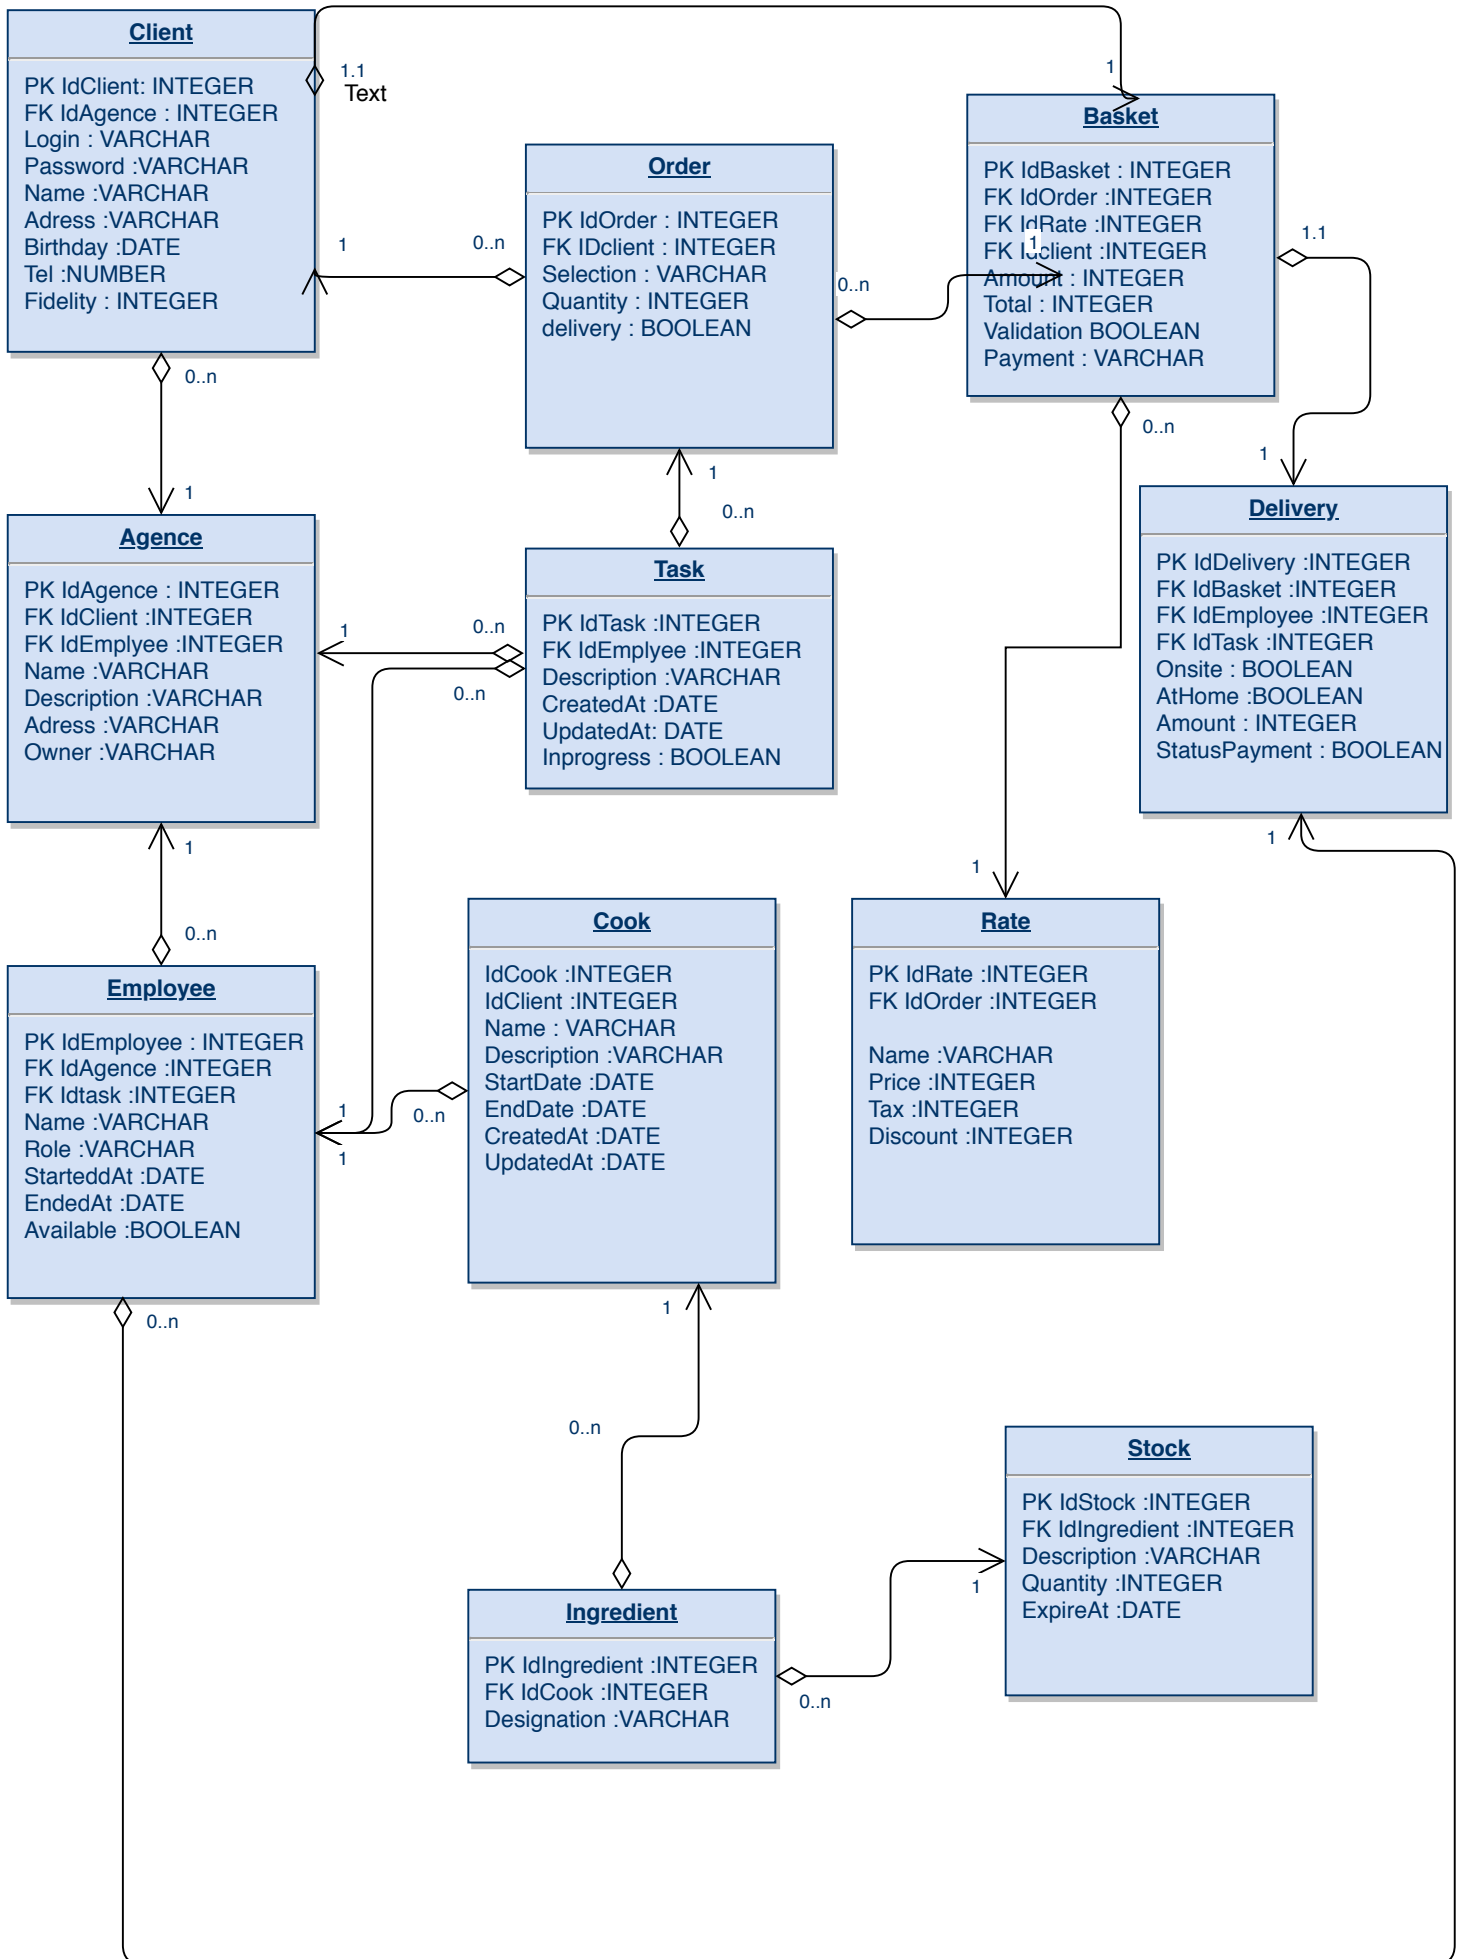 Client
PK IdClient: INTEGER
FK IdAgence : INTEGER
Login : VARCHAR
Password :VARCHAR
Name :VARCHAR
Adress :VARCHAR
Birthday :DATE
Tel :NUMBER
Fidelity : INTEGER
1.1
Text
1
Basket
PK IdBasket : INTEGER
FK IdOrder :INTEGER
FK IdRate :INTEGER
FK Idclient :INTEGER
1
Amount : INTEGER
Total : INTEGER
Validation BOOLEAN
Payment : VARCHAR
Order
PK IdOrder : INTEGER
FK IDclient : INTEGER
Selection : VARCHAR
Quantity : INTEGER
delivery : BOOLEAN
1
0..n
0..n
1.1
0..n
1
0..n
1
1
0..n
0..n
1
Delivery
PK IdDelivery :INTEGER
FK IdBasket :INTEGER
FK IdEmployee :INTEGER
FK IdTask :INTEGER
Onsite : BOOLEAN
AtHome :BOOLEAN
Amount : INTEGER
StatusPayment : BOOLEAN
Agence
PK IdAgence : INTEGER
FK IdClient :INTEGER
FK IdEmplyee :INTEGER
Name :VARCHAR
Description :VARCHAR
Adress :VARCHAR
Owner :VARCHAR
Task
PK IdTask :INTEGER
FK IdEmplyee :INTEGER
Description :VARCHAR
CreatedAt :DATE
UpdatedAt: DATE
Inprogress : BOOLEAN
1
0..n
0..n
1
1
0..n
1
Employee
PK IdEmployee : INTEGER
FK IdAgence :INTEGER
FK Idtask :INTEGER
Name :VARCHAR
Role :VARCHAR
StarteddAt :DATE
EndedAt :DATE
Available :BOOLEAN
Cook
IdCook :INTEGER
IdClient :INTEGER
Name : VARCHAR
Description :VARCHAR
StartDate :DATE
EndDate :DATE
CreatedAt :DATE
UpdatedAt :DATE
Rate
PK IdRate :INTEGER
FK IdOrder :INTEGER
Name :VARCHAR
Price :INTEGER
Tax :INTEGER
Discount :INTEGER
1
0..n
1
0..n
1
0..n
Stock
PK IdStock :INTEGER
FK IdIngredient :INTEGER
Description :VARCHAR
Quantity :INTEGER
ExpireAt :DATE
1
Ingredient
PK IdIngredient :INTEGER
FK IdCook :INTEGER
Designation :VARCHAR
0..n